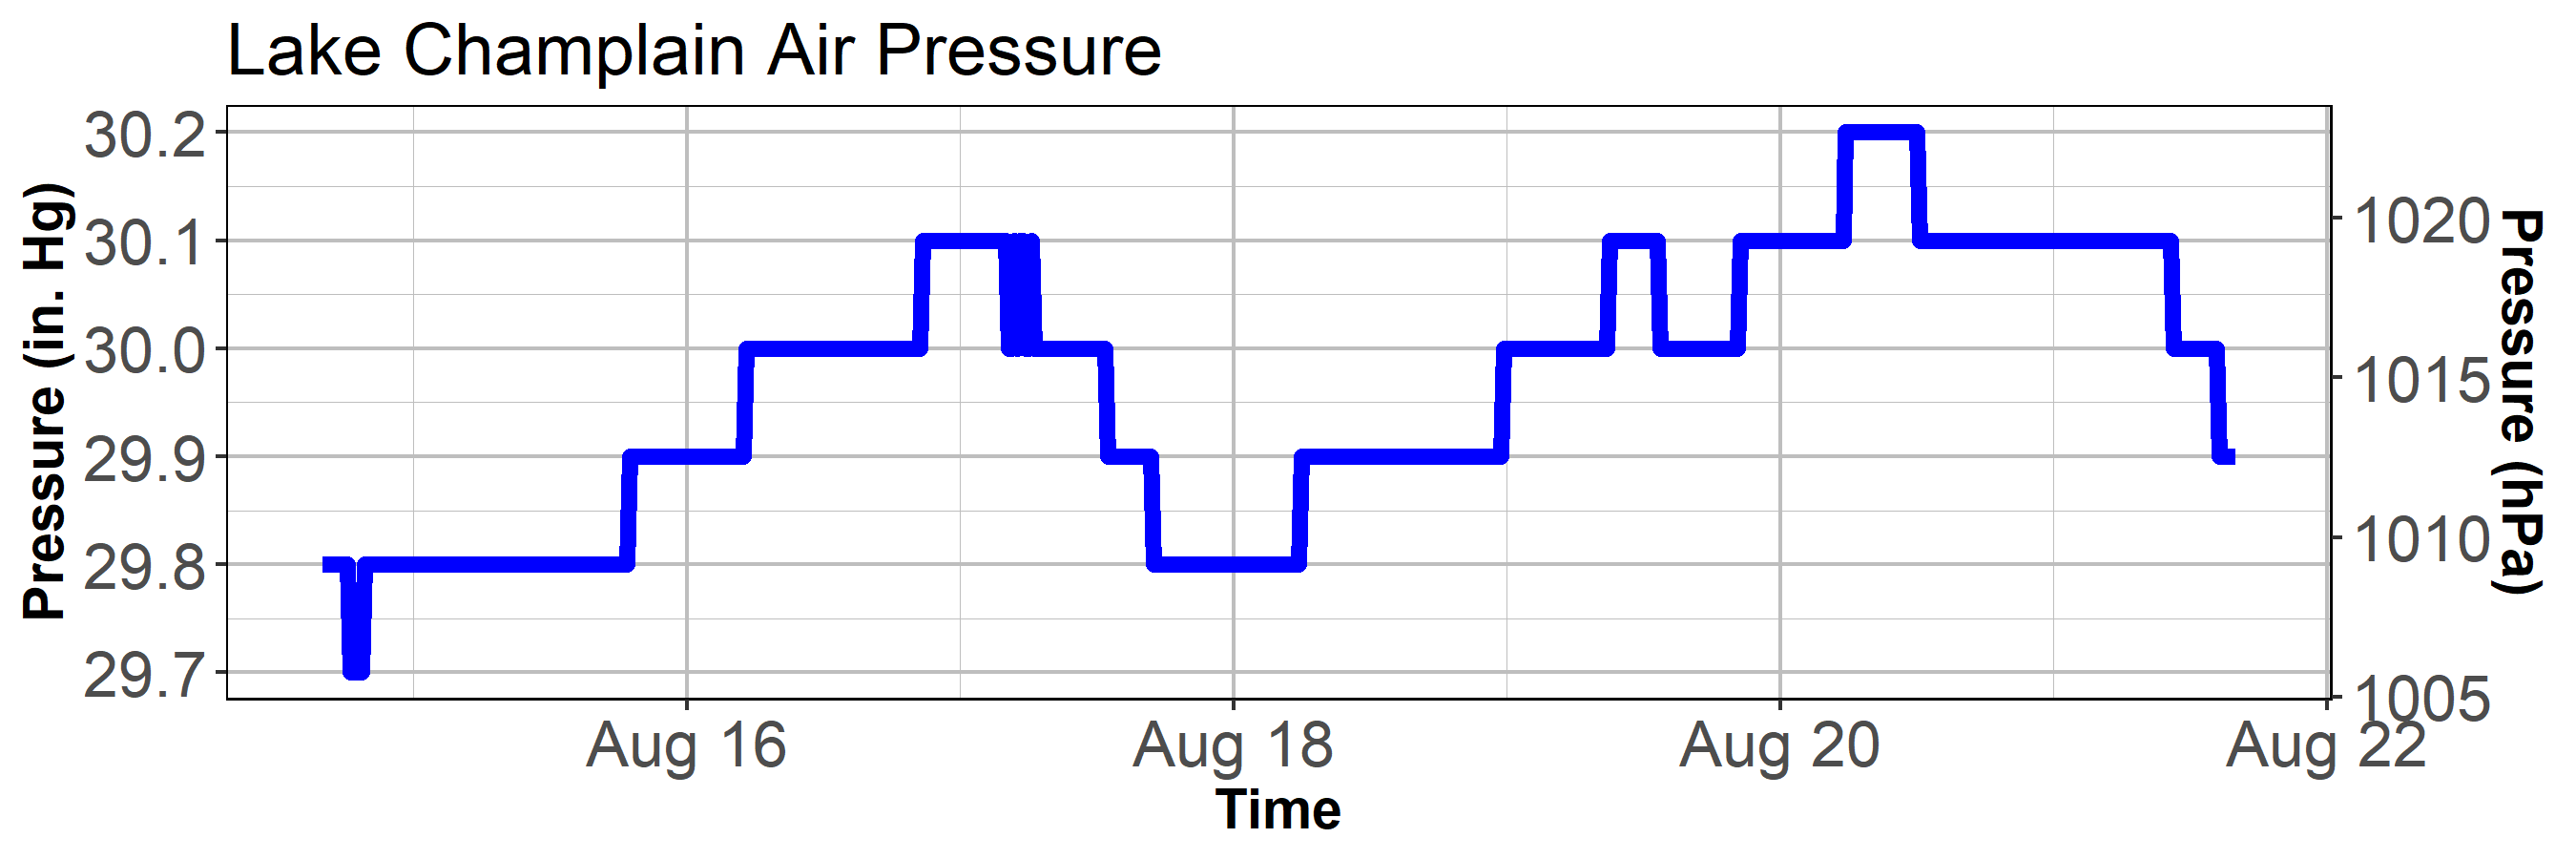 Lake Champlain Air Pressure
30.2
30.1
30.0
29.9
29.8
29.7
Pressure (in. Hg)
1020
1015
1010
1005
Pressure (hPa)
Aug 16 Aug 18 Aug 20 Aug 22
Time